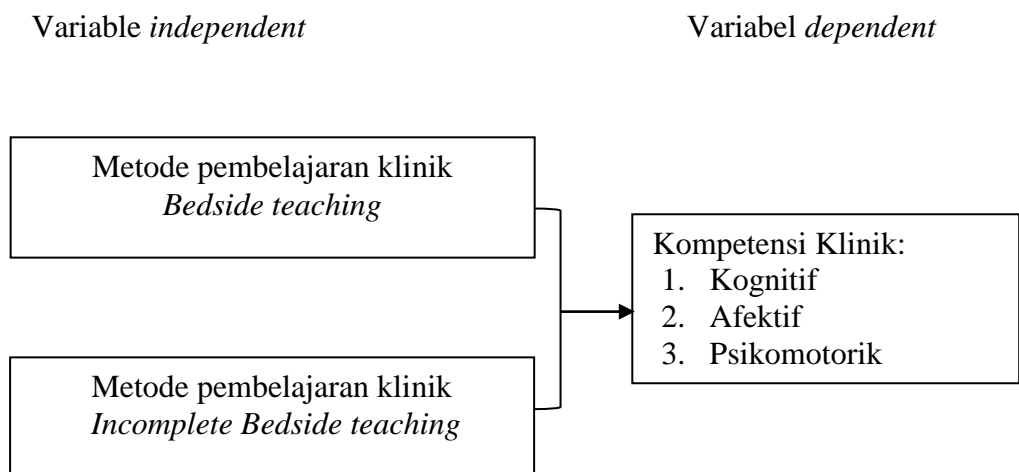 Variable independent
Variabel dependent
Metode pembelajaran klinik
Bedside teaching
Kompetensi Klinik:
1. Kognitif
2. Afektif
3. Psikomotorik
Metode pembelajaran klinik
Incomplete Bedside teaching